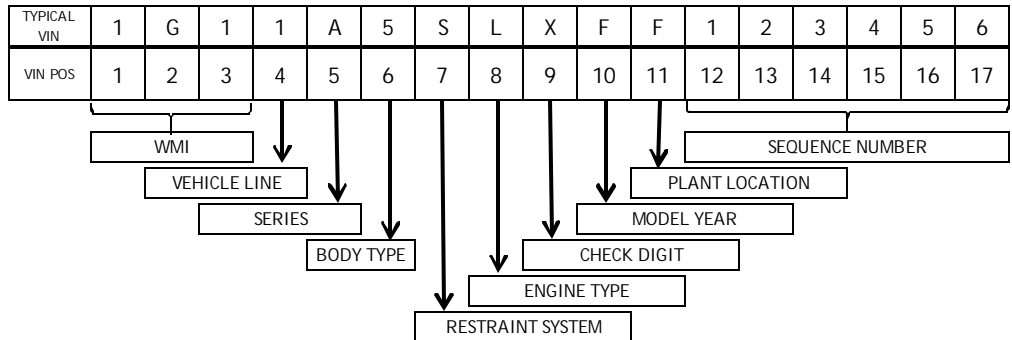 TYPICAL VIN 1 G 1 1 A 5 S L X F F 1 2 3 4 5 6
VIN POS 1 2 3 4 5 6 7 8 9 10 11 12 13 14 15 16 17
WMI SEQUENCE NUMBER
VEHICLE LINE PLANT LOCATION
SERIES MODEL YEAR
BODY TYPE CHECK DIGIT
ENGINE TYPE
RESTRAINT SYSTEM